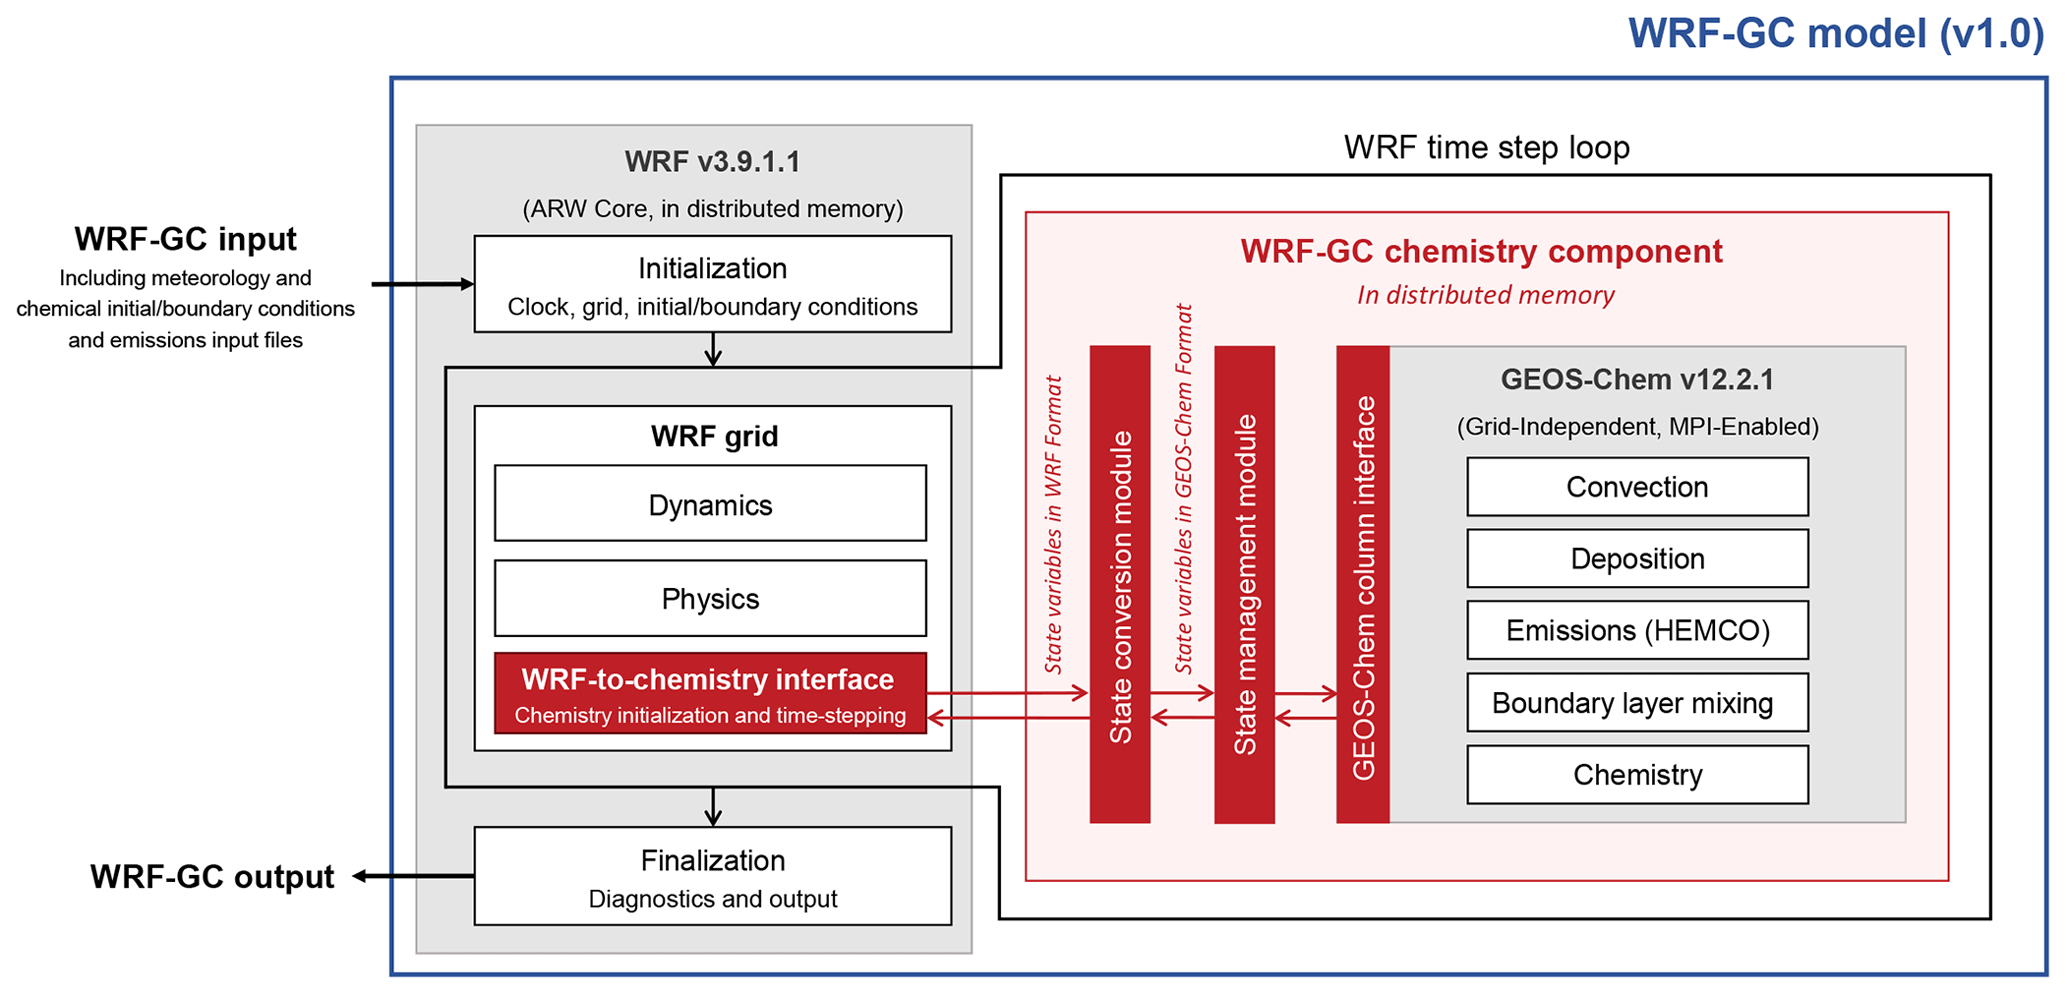 WRF-GC model (v1.0)
WRF-GC input
Including meteorology and
chemical initial/boundary conditions
and emissions input files
WRF v3.9.1.1
(ARW Core, in distributed memory)
Initialization
Clock, grid, initial/boundary conditions
WRF grid
Dynamics
Physics
WRF-to-chemistry interface
Chemistry initialization and time-stepping
Finalization
Diagnostics and output
WRF-GC output
WRF time step loop
WRF-GC chemistry component
In distributed memory
State variables in WRF Format
State conversion module
State variables in GEOS-Chem Format
State management module
GEOS-Chem column interface
GEOS-Chem v12.2.1
(Grid-Independent, MPI-Enabled)
Convection
Deposition
Emissions (HEMCO)
Boundary layer mixing
Chemistry